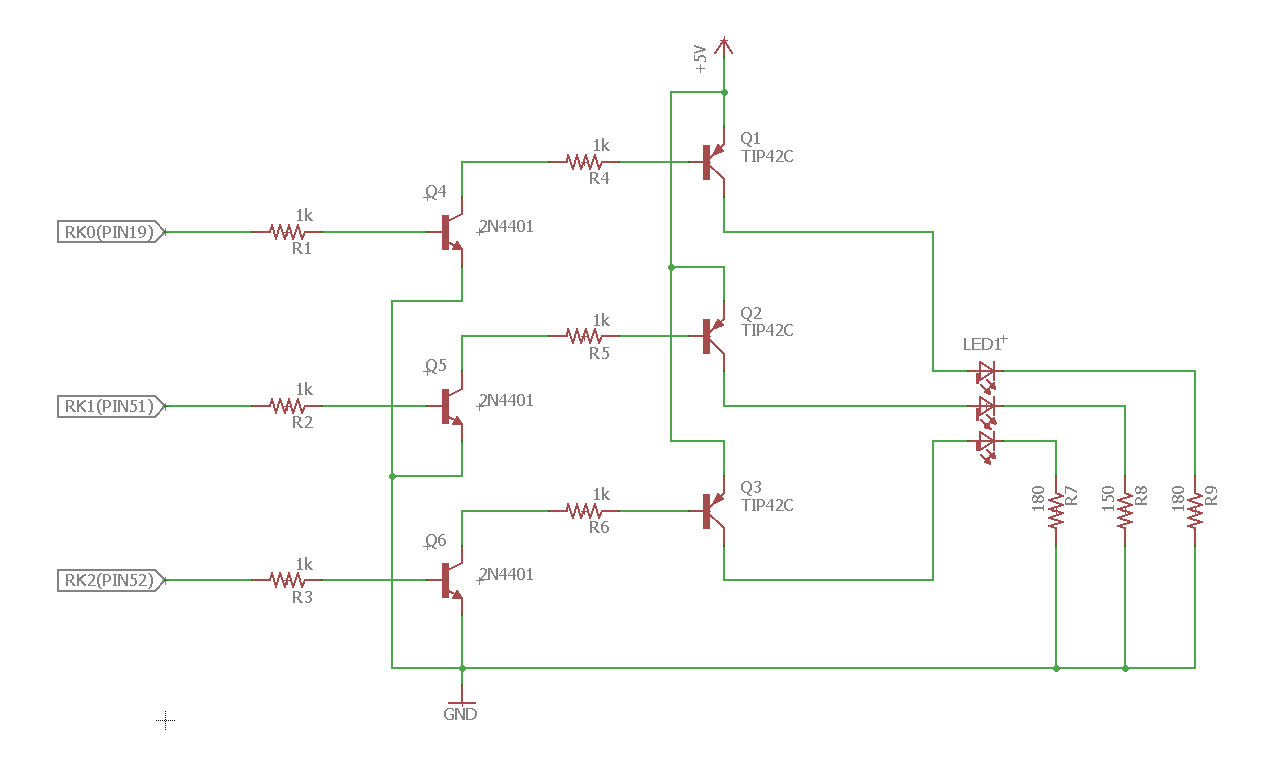 +5V
Q1
TIP42C
1k
R4
Q4
2N4401
1k
RK0(PIN19)
R1
Q2
TIP42C
1k
R5
LED1
Q5
2N4401
1k
RK1(PIN51)
R2
Q3
TIP42C
1k
R6
180
R7
150
R8
180
R9
Q6
2N4401
1k
RK2(PIN52)
R3
GND